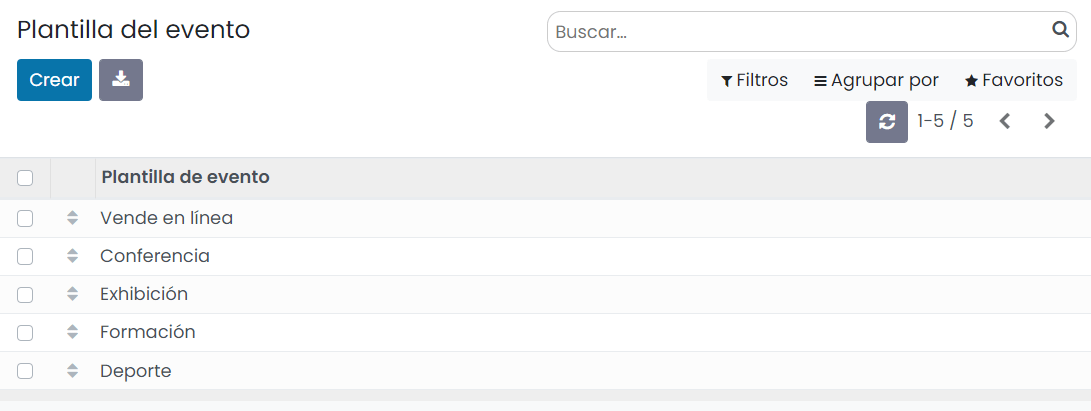 Plantilla del evento
Buscar...
Crear
Filtros Agrupar por Favoritos
1-5 / 5
Plantilla de evento
Vende en línea
Conferencia
Exhibición
Formación
Deporte